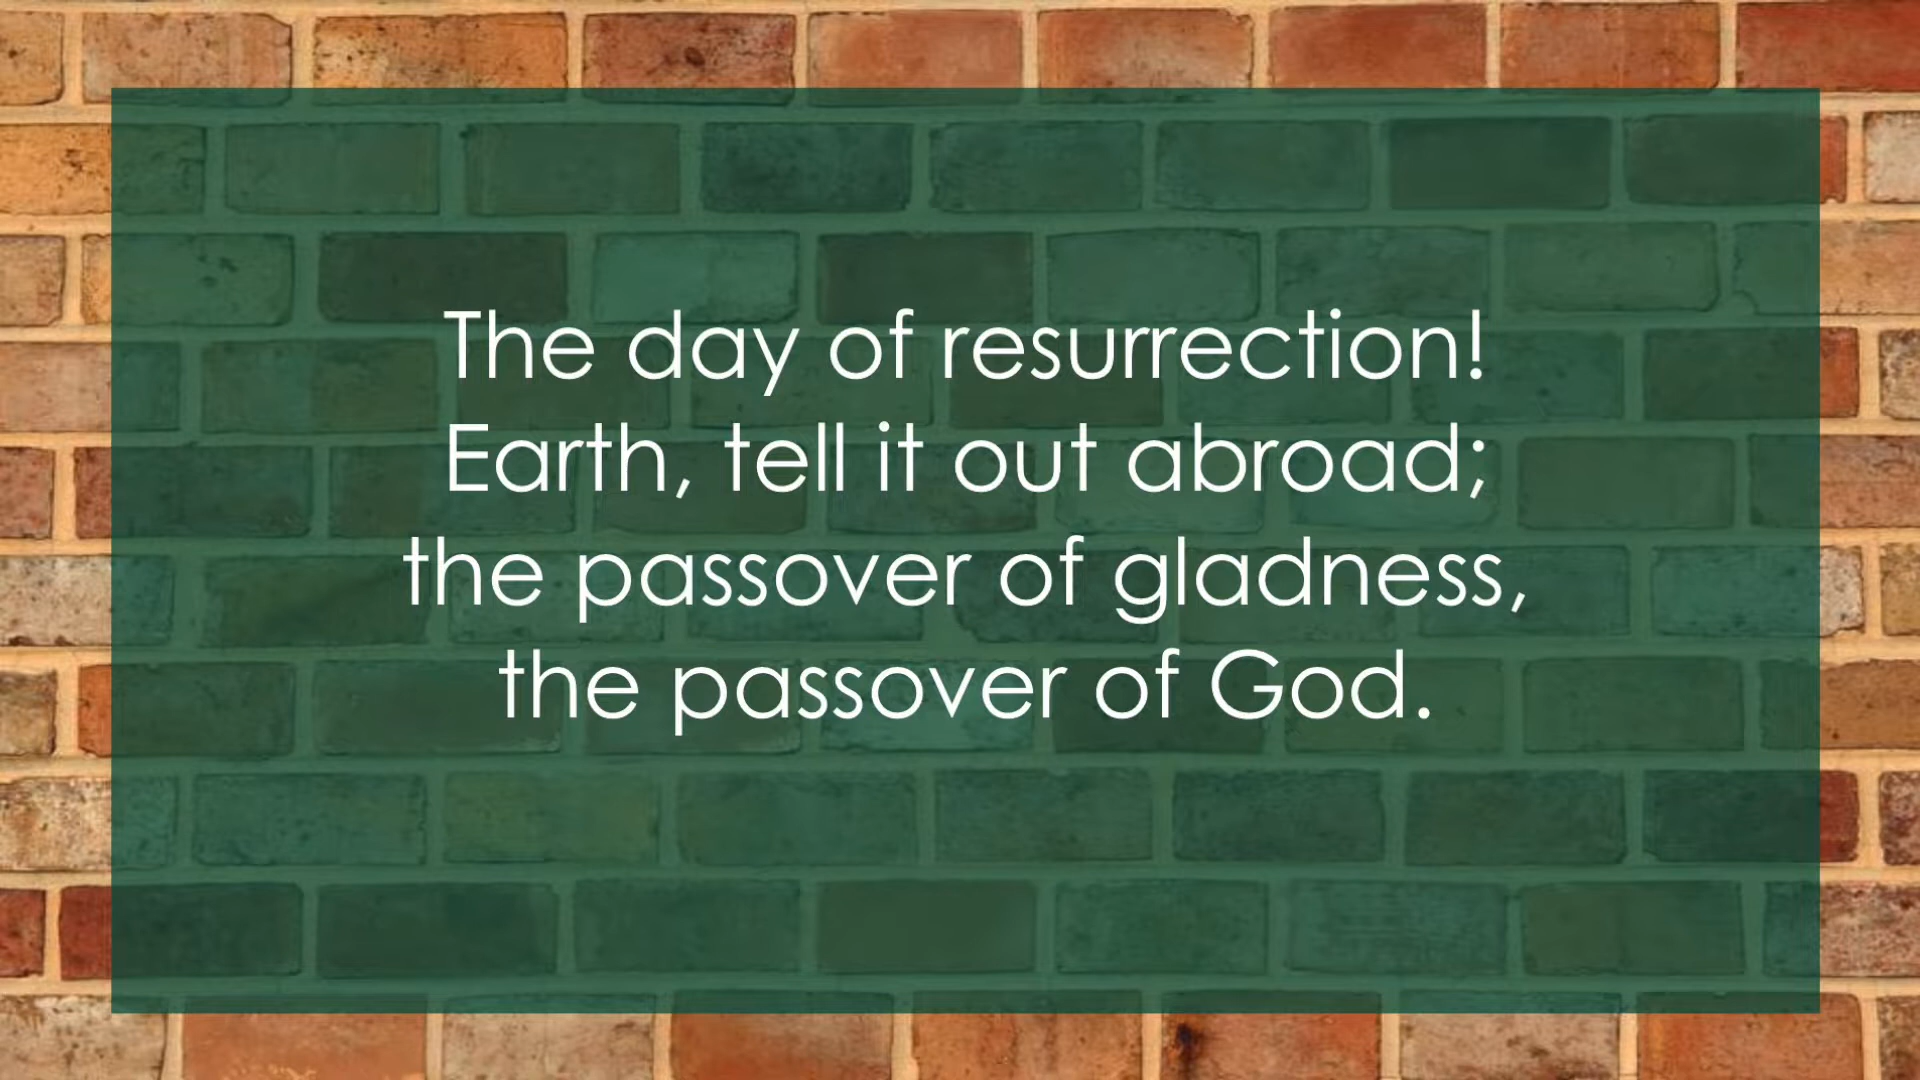 The day of resurrection!
Earth, tell it out abroad;
the passover of gladness,
the passover of God.